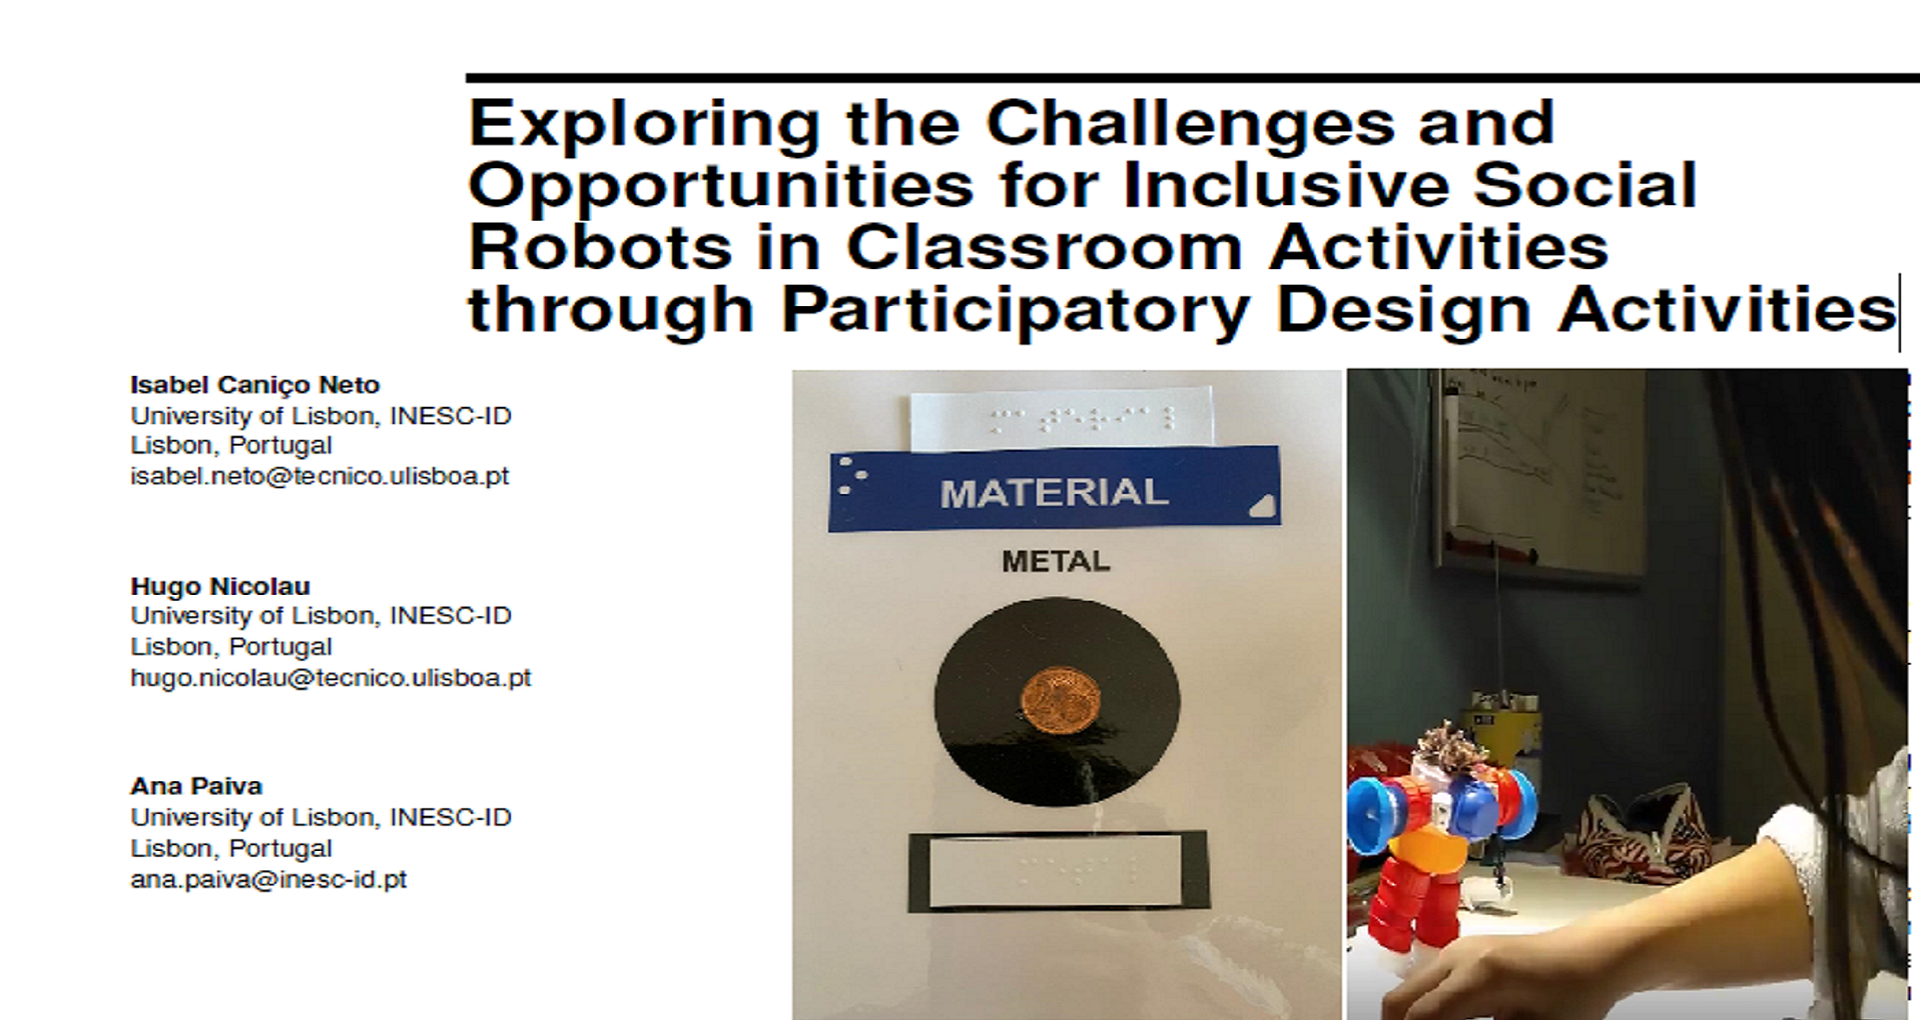 Exploring the Challenges and
Opportunities for Inclusive Social
Robots in Classroom Activities
through Participatory Design Activities
Isabel Caniço Neto
University of Lisbon, INESC-ID
Lisbon, Portugal
isabel.neto@tecnico.ulisboa.pt
Hugo Nicolau
University of Lisbon, INESC-ID
Lisbon, Portugal
hugo.nicolau@tecnico.ulisboa.pt
Ana Paiva
University of Lisbon, INESC-ID
Lisbon, Portugal
ana.paiva@inesc-id.pt
MATERIAL
METAL